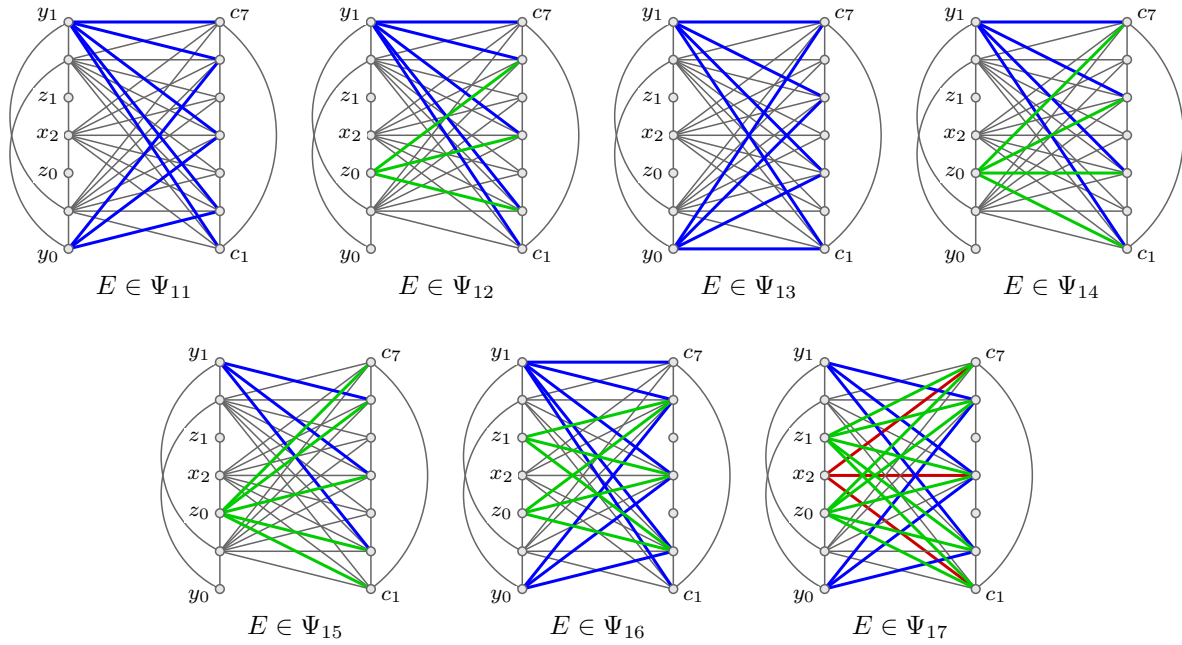 y₁ c₇ y₁ c₇ y₁ c₇ y₁ c₇
z₁ z₁ z₁ z₁
x₂ x₂ x₂ x₂
z₀ z₀ z₀ z₀
y₀ c₁ y₀ c₁ y₀ c₁ y₀ c₁
E ∈ Ψ₁₁ E ∈ Ψ₁₂ E ∈ Ψ₁₃ E ∈ Ψ₁₄
y₁ c₇ y₁ c₇ y₁ c₇
z₁ z₁ z₁
x₂ x₂ x₂
z₀ z₀ z₀
y₀ c₁ y₀ c₁ y₀ c₁
E ∈ Ψ₁₅ E ∈ Ψ₁₆ E ∈ Ψ₁₇